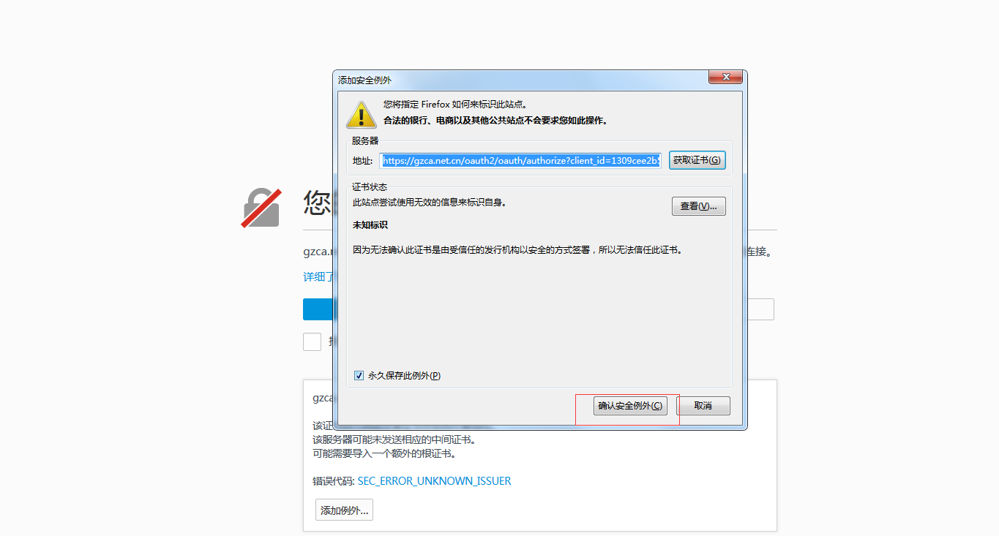 添加安全例外
您将指定 Firefox 如何来标识此站点。
合法的银行、电商以及其他公共站点不会要求您如此操作。
服务器
地址: https://gzca.net.cn/oauth2/oauth/authorize?client_id=1309cee2b5 获取证书(G)
证书状态
此站点尝试使用无效的信息来标识自身。
查看(V)...
未知标识
因为无法确认此证书是由受信任的发行机构以安全的方式签署，所以无法信任此证书。
永久保存此例外(P)
确认安全例外(C) 取消
您
gzca.
连接。
详细了
gzca
该证
该服务器可能未发送相应的中间证书。
可能需要导入一个额外的根证书。
错误代码: SEC_ERROR_UNKNOWN_ISSUER
添加例外...